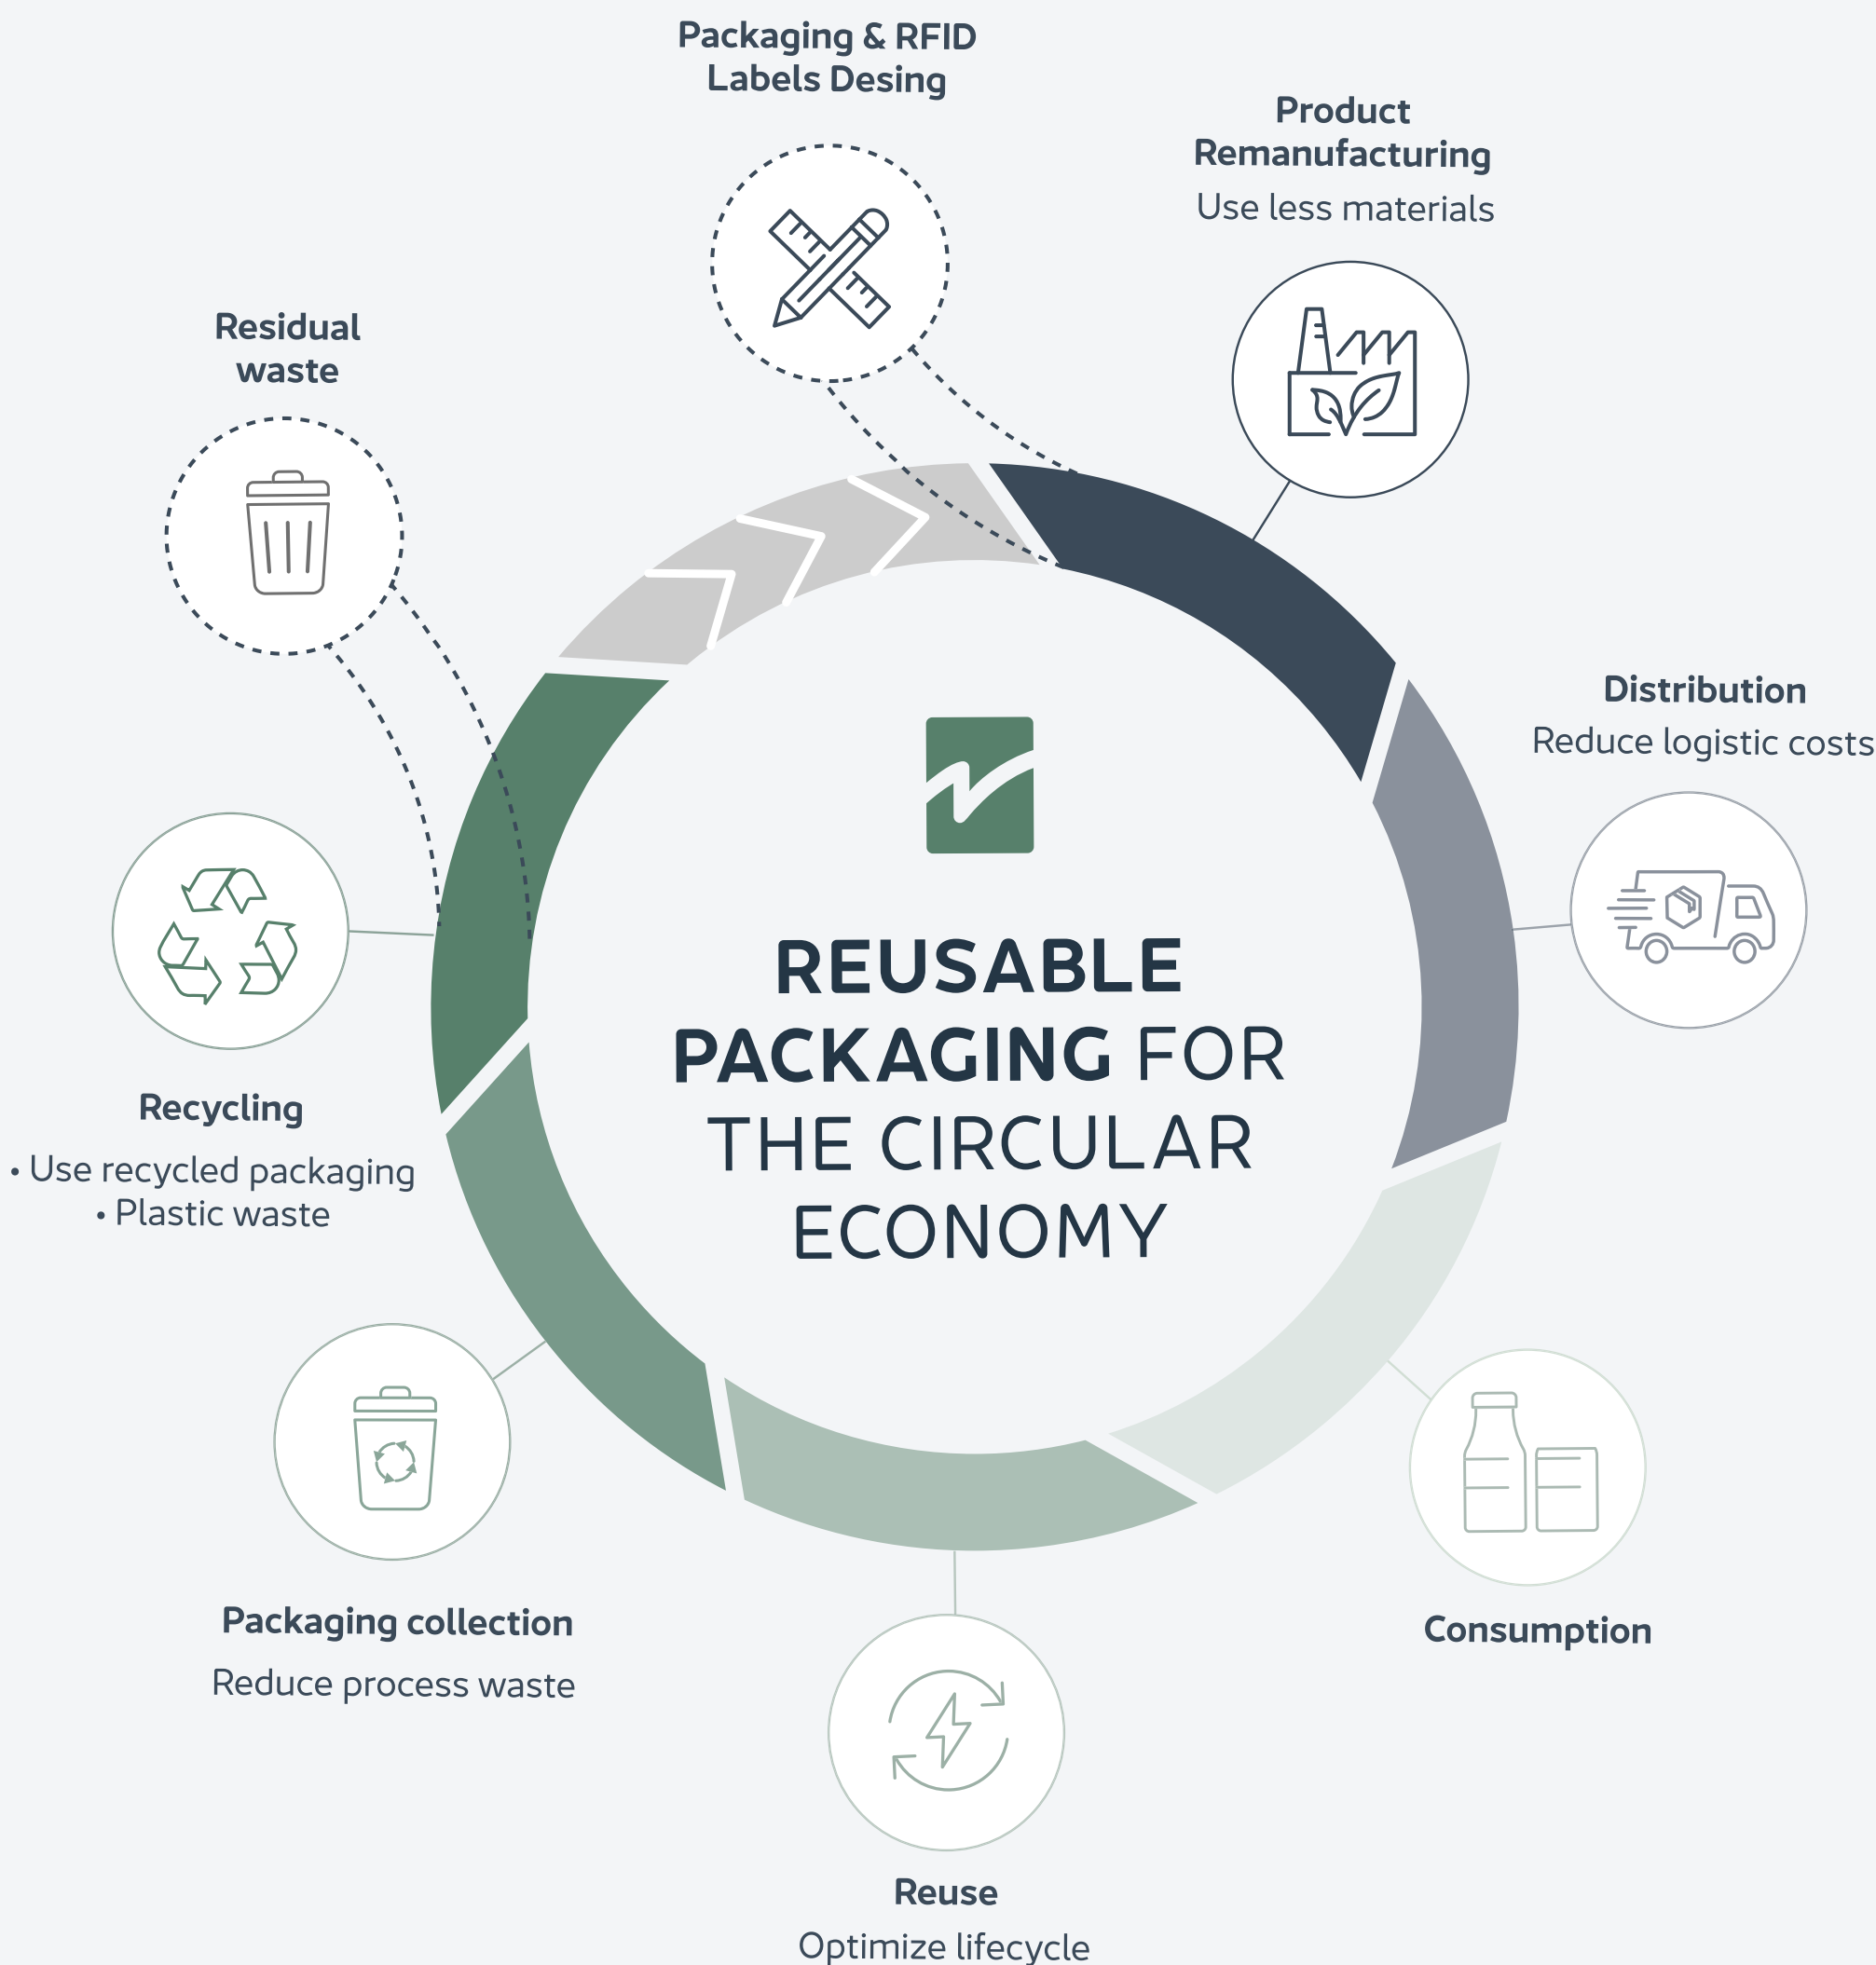 Packaging & RFID
Labels Desing
Product
Remanufacturing
Use less materials
Residual
waste
Distribution
Reduce logistic costs
REUSABLE
PACKAGING FOR
THE CIRCULAR
ECONOMY
Recycling
• Use recycled packaging
• Plastic waste
Packaging collection
Reduce process waste
Consumption
Reuse
Optimize lifecycle